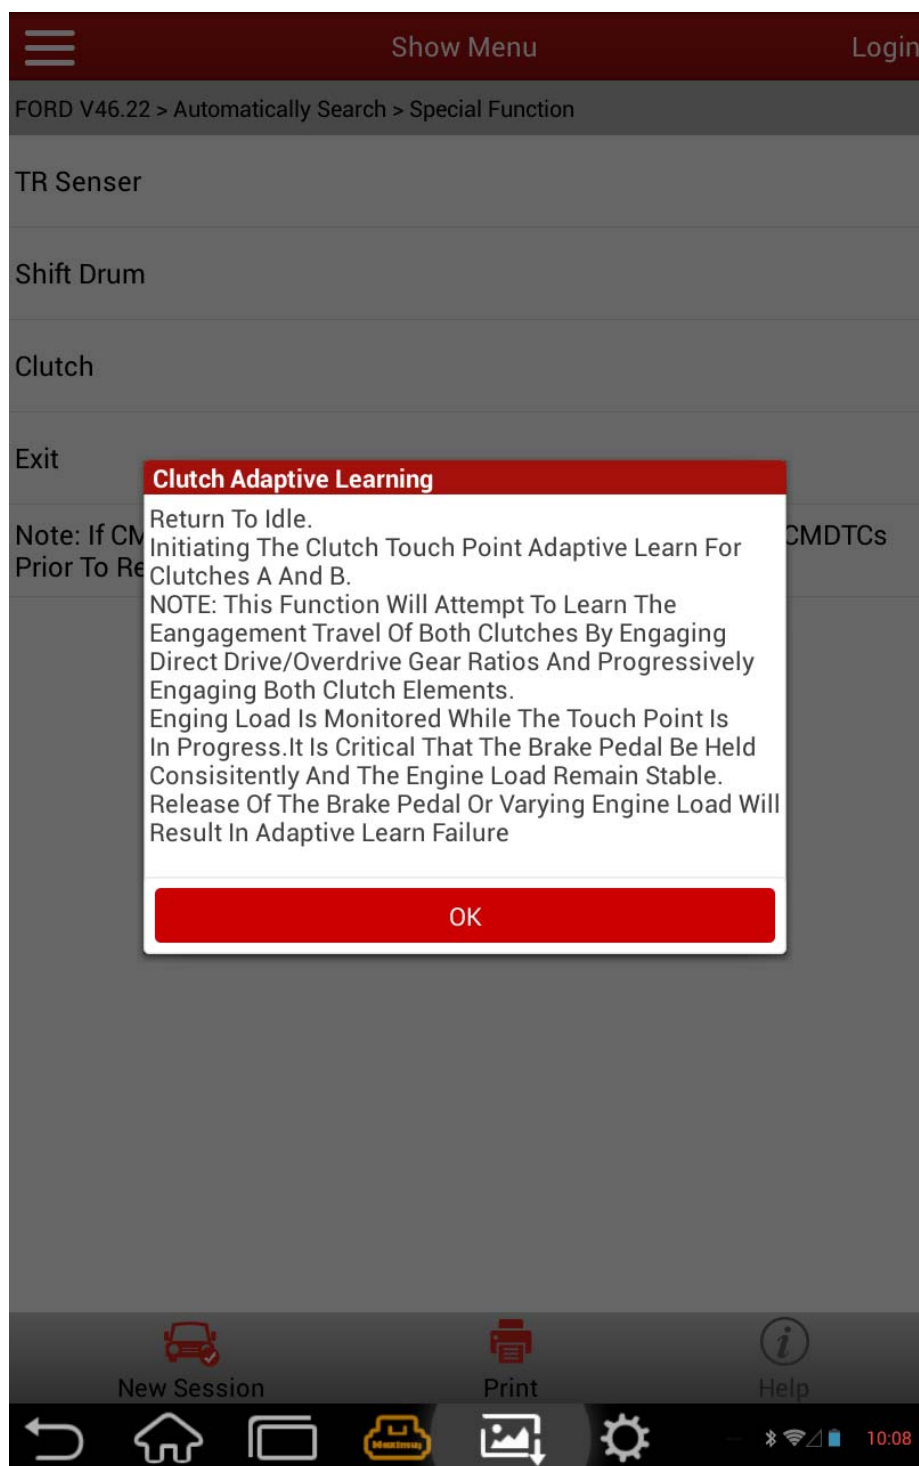 Show Menu
Login
FORD V46.22 > Automatically Search > Special Function
TR Senser
Shift Drum
Clutch
Exit
Note: If CM
CMDTCs
Prior To Re
Clutch Adaptive Learning
Return To Idle.
Initiating The Clutch Touch Point Adaptive Learn For
Clutches A And B.
NOTE: This Function Will Attempt To Learn The
Eangagement Travel Of Both Clutches By Engaging
Direct Drive/Overdrive Gear Ratios And Progressively
Engaging Both Clutch Elements.
Enging Load Is Monitored While The Touch Point Is
In Progress.It Is Critical That The Brake Pedal Be Held
Consisitently And The Engine Load Remain Stable.
Release Of The Brake Pedal Or Varying Engine Load Will
Result In Adaptive Learn Failure
OK
New Session
Print
Help
Maximus
10:08